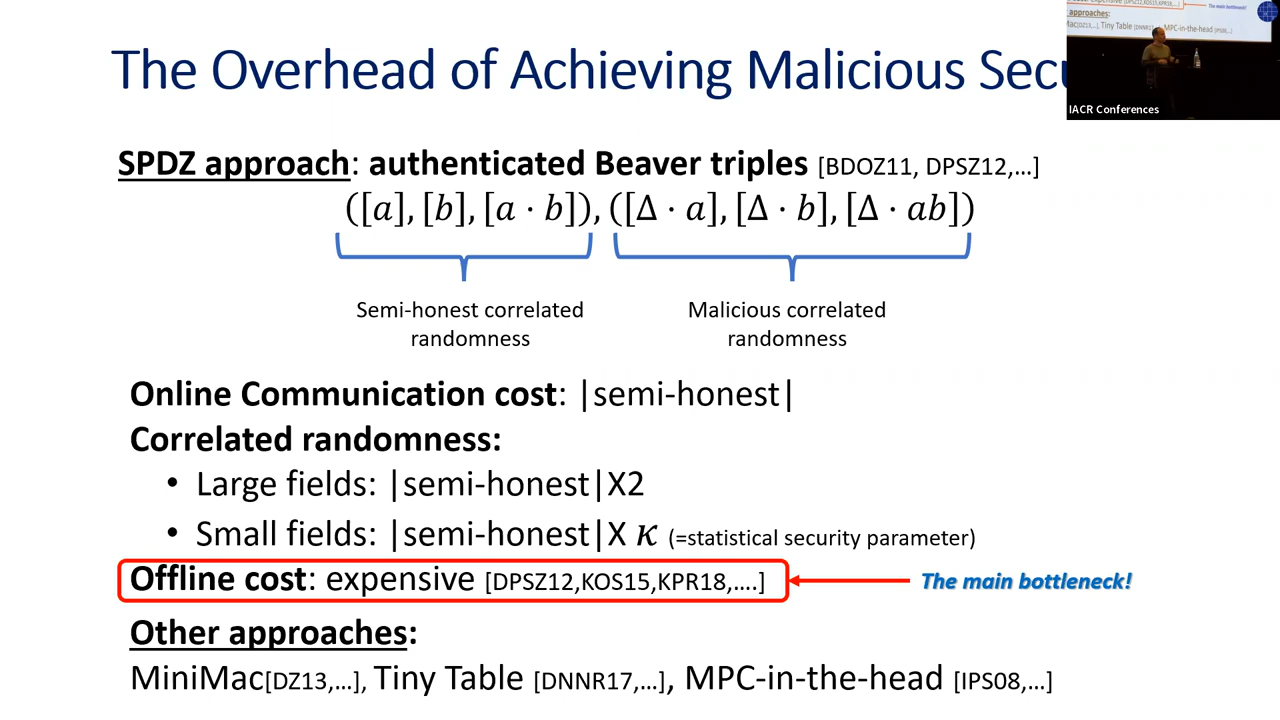 The Overhead of Achieving Malicious Secu
IACR Conferences
SPDZ approach: authenticated Beaver triples [BDOZ11, DPSZ12,…]
([a], [b], [a · b]), ([Δ · a], [Δ · b], [Δ · ab])
Semi-honest correlated randomness
Malicious correlated randomness
Online Communication cost: |semi-honest|
Correlated randomness:
• Large fields: |semi-honest|X2
• Small fields: |semi-honest|X κ (=statistical security parameter)
Offline cost: expensive [DPSZ12,KOS15,KPR18,….]
The main bottleneck!
Other approaches:
MiniMac[DZ13,…], Tiny Table [DNNR17,…], MPC-in-the-head [IPS08,…]